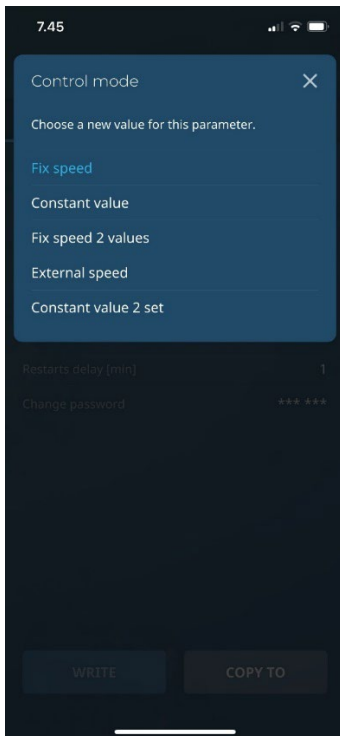 7.45
Control mode
Choose a new value for this parameter.
Fix speed
Constant value
Fix speed 2 values
External speed
Constant value 2 set
Restarts delay [min] 1
Change password *** ***
WRITE COPY TO